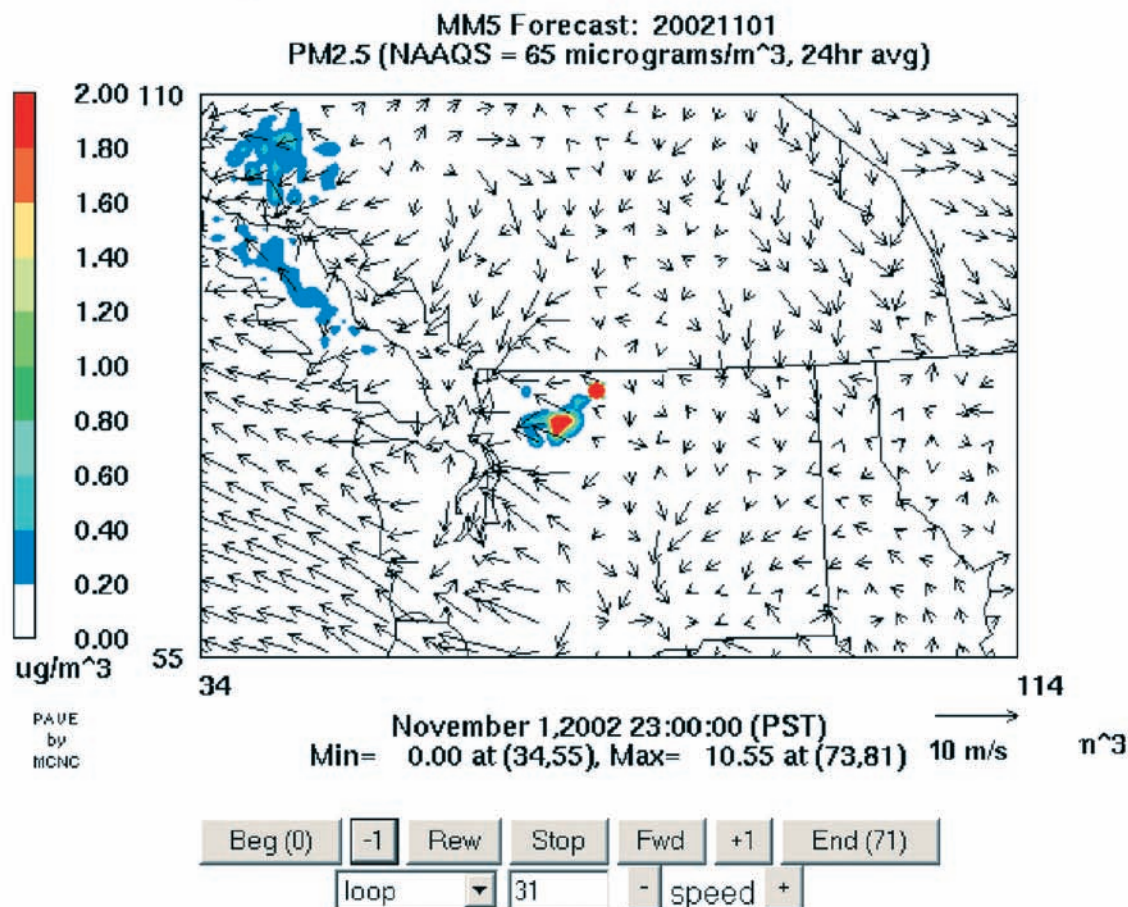 MM5 Forecast: 20021101
PM2.5 (NAAQS = 65 micrograms/m^3, 24hr avg)
2.00
1.80
1.60
1.40
1.20
1.00
0.80
0.60
0.40
0.20
0.00
ug/m^3
110
55
34
114
PAVE
by
MCNC
November 1,2002 23:00:00 (PST)
Min= 0.00 at (34,55), Max= 10.55 at (73,81)
10 m/s
n^3
Beg (0) -1 Rew Stop Fwd +1 End (71)
loop 31 - speed +